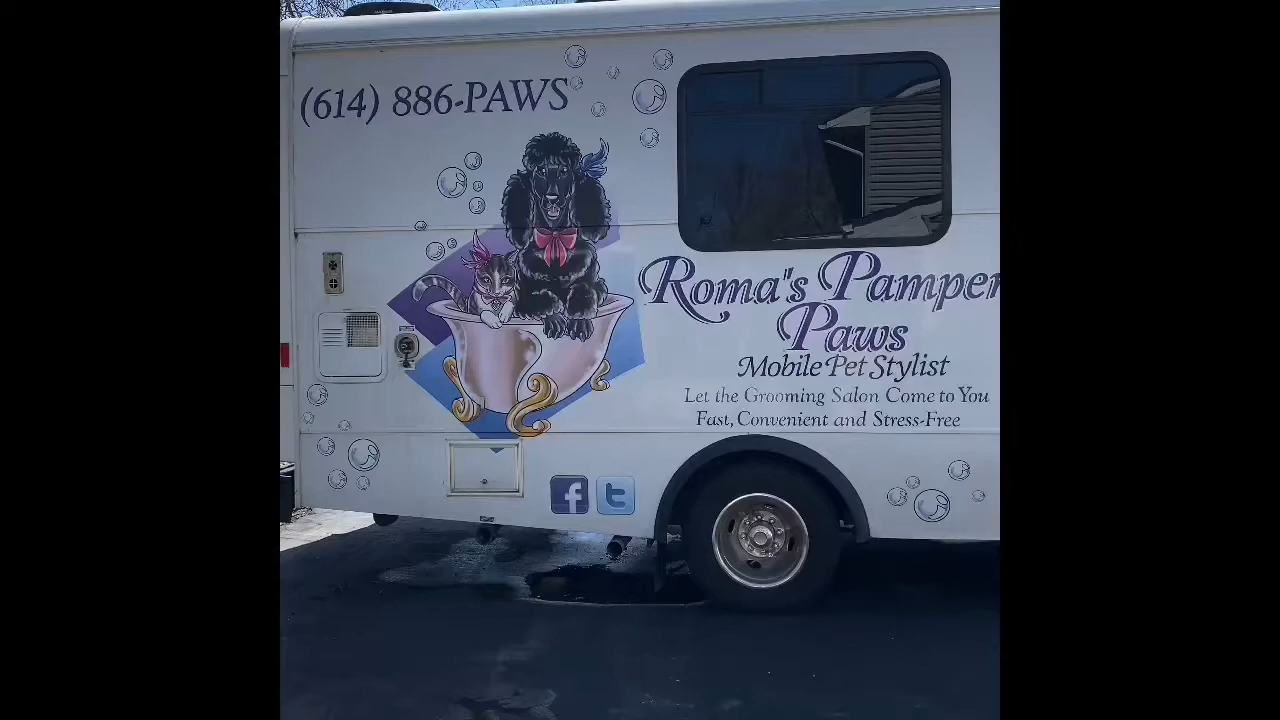 (614) 886-PAWS
Roma's Pamper
Paws
Mobile Pet Stylist
Let the Grooming Salon Come to You
Fast, Convenient and Stress-Free
f t